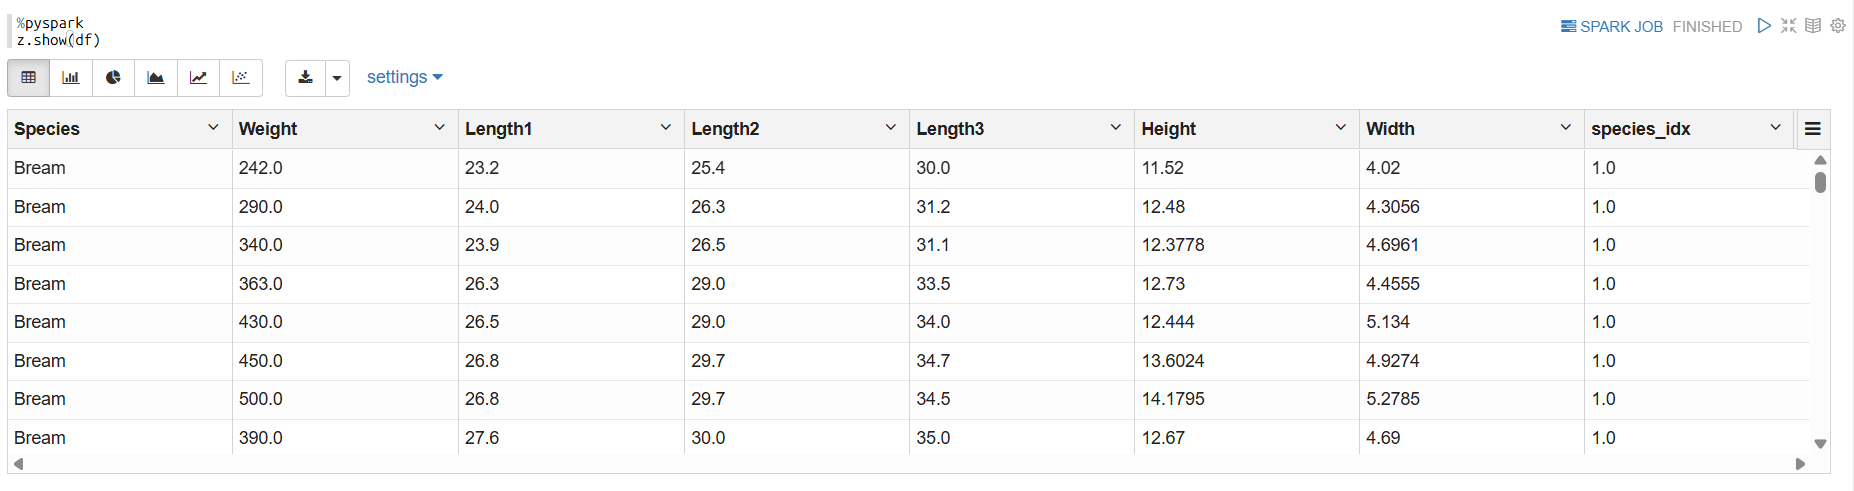 %pyspark
z.show(df)
SPARK JOB FINISHED
settings
Species Weight Length1 Length2 Length3 Height Width species_idx
Bream 242.0 23.2 25.4 30.0 11.52 4.02 1.0
Bream 290.0 24.0 26.3 31.2 12.48 4.3056 1.0
Bream 340.0 23.9 26.5 31.1 12.3778 4.6961 1.0
Bream 363.0 26.3 29.0 33.5 12.73 4.4555 1.0
Bream 430.0 26.5 29.0 34.0 12.444 5.134 1.0
Bream 450.0 26.8 29.7 34.7 13.6024 4.9274 1.0
Bream 500.0 26.8 29.7 34.5 14.1795 5.2785 1.0
Bream 390.0 27.6 30.0 35.0 12.67 4.69 1.0